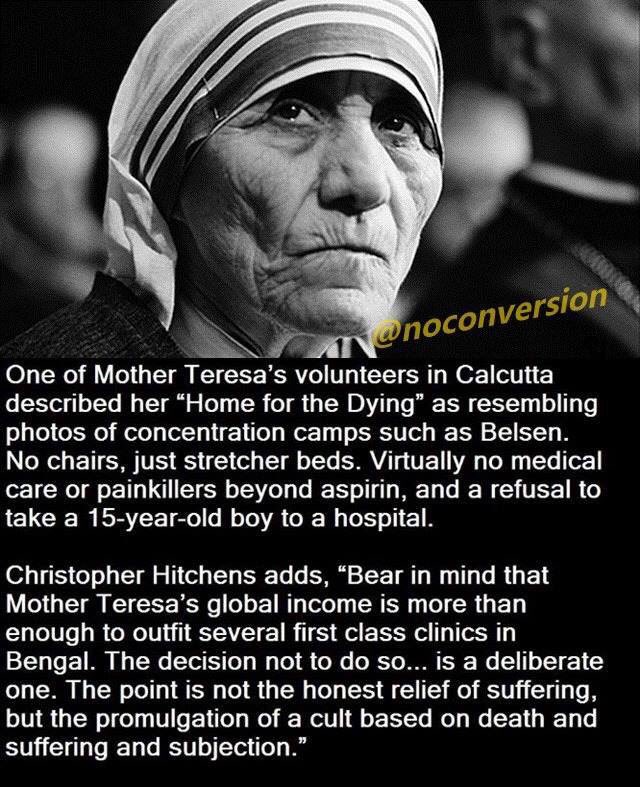 @noconversion
One of Mother Teresa’s volunteers in Calcutta
described her “Home for the Dying” as resembling
photos of concentration camps such as Belsen.
No chairs, just stretcher beds. Virtually no medical
care or painkillers beyond aspirin, and a refusal to
take a 15-year-old boy to a hospital.
Christopher Hitchens adds, “Bear in mind that
Mother Teresa’s global income is more than
enough to outfit several first class clinics in
Bengal. The decision not to do so... is a deliberate
one. The point is not the honest relief of suffering,
but the promulgation of a cult based on death and
suffering and subjection.”